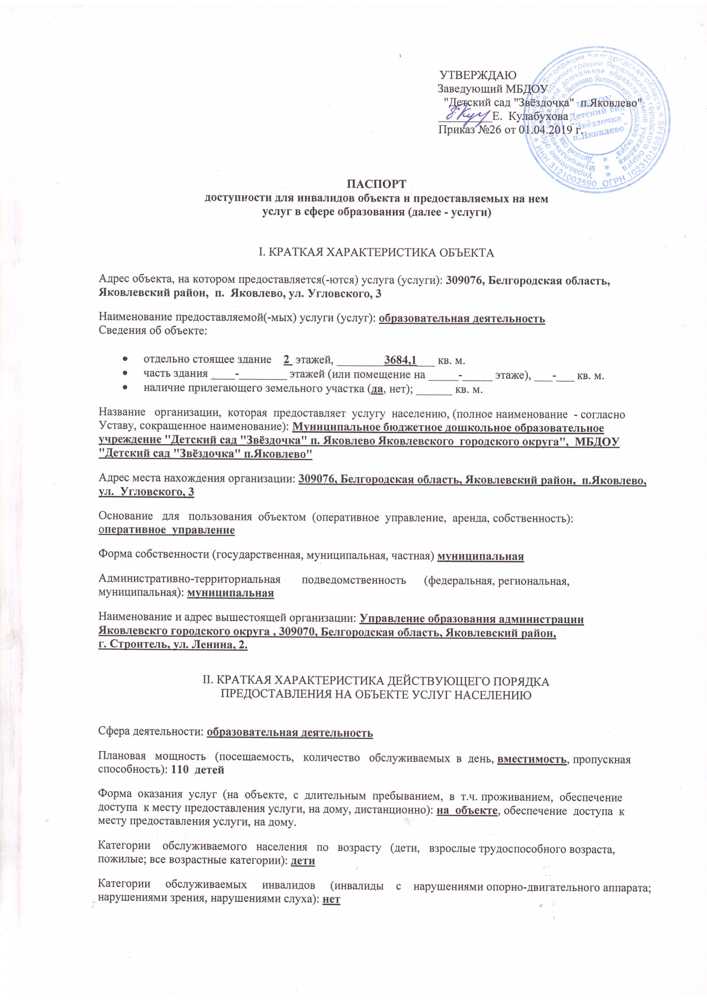 УТВЕРЖДАЮ
Заведующий МБДОУ
"Детский сад "Звёздочка" п.Яковлево"
_________Е. Кулабухова
Приказ №26 от 01.04.2019 г.
Российская Федерация Белгородская область
Управление образования администрации Яковлевского городского округа
Муниципальное бюджетное дошкольное образовательное учреждение
"Детский сад "Звёздочка" п.Яковлево Яковлевского городского округа"
* ИНН 3121002590 ОГРН 1023101455145 *
МБДОУ
"Детский сад
"Звёздочка"
п.Яковлево"
ПАСПОРТ
доступности для инвалидов объекта и предоставляемых на нем
услуг в сфере образования (далее - услуги)
I. КРАТКАЯ ХАРАКТЕРИСТИКА ОБЪЕКТА
Адрес объекта, на котором предоставляется(-ются) услуга (услуги): 309076, Белгородская область,
Яковлевский район, п. Яковлево, ул. Угловского, 3
Наименование предоставляемой(-мых) услуги (услуг): образовательная деятельность
Сведения об объекте:
• отдельно стоящее здание 2 этажей, ________3684,1___ кв. м.
• часть здания ____-________ этажей (или помещение на _____-_____ этаже), ___-___ кв. м.
• наличие прилегающего земельного участка (да, нет); ______ кв. м.
Название организации, которая предоставляет услугу населению, (полное наименование - согласно
Уставу, сокращенное наименование): Муниципальное бюджетное дошкольное образовательное
учреждение "Детский сад "Звёздочка" п. Яковлево Яковлевского городского округа", МБДОУ
"Детский сад "Звёздочка" п.Яковлево"
Адрес места нахождения организации: 309076, Белгородская область, Яковлевский район, п.Яковлево,
ул. Угловского, 3
Основание для пользования объектом (оперативное управление, аренда, собственность):
оперативное управление
Форма собственности (государственная, муниципальная, частная) муниципальная
Административно-территориальная подведомственность (федеральная, региональная,
муниципальная): муниципальная
Наименование и адрес вышестоящей организации: Управление образования администрации
Яковлевскго городского округа , 309070, Белгородская область, Яковлевский район,
г. Строитель, ул. Ленина, 2.
II. КРАТКАЯ ХАРАКТЕРИСТИКА ДЕЙСТВУЮЩЕГО ПОРЯДКА
ПРЕДОСТАВЛЕНИЯ НА ОБЪЕКТЕ УСЛУГ НАСЕЛЕНИЮ
Сфера деятельности: образовательная деятельность
Плановая мощность (посещаемость, количество обслуживаемых в день, вместимость, пропускная
способность): 110 детей
Форма оказания услуг (на объекте, с длительным пребыванием, в т.ч. проживанием, обеспечение
доступа к месту предоставления услуги, на дому, дистанционно): на объекте, обеспечение доступа к
месту предоставления услуги, на дому.
Категории обслуживаемого населения по возрасту (дети, взрослые трудоспособного возраста,
пожилые; все возрастные категории): дети
Категории обслуживаемых инвалидов (инвалиды с нарушениями опорно-двигательного аппарата;
нарушениями зрения, нарушениями слуха): нет